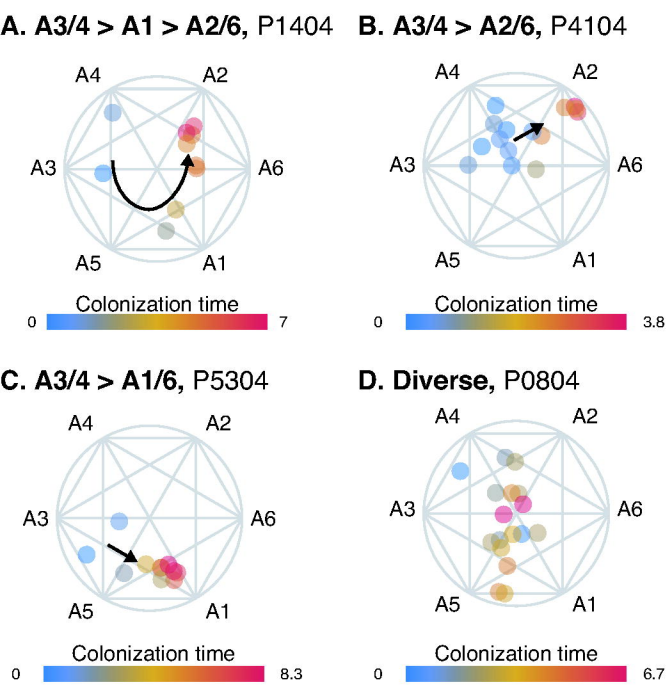 A. A3/4 > A1 > A2/6, P1404
A4 A2
A3 A6
A5 A1
Colonization time
0 7
B. A3/4 > A2/6, P4104
A4 A2
A3 A6
A5 A1
Colonization time
0 3.8
C. A3/4 > A1/6, P5304
A4 A2
A3 A6
A5 A1
Colonization time
0 8.3
D. Diverse, P0804
A4 A2
A3 A6
A5 A1
Colonization time
0 6.7